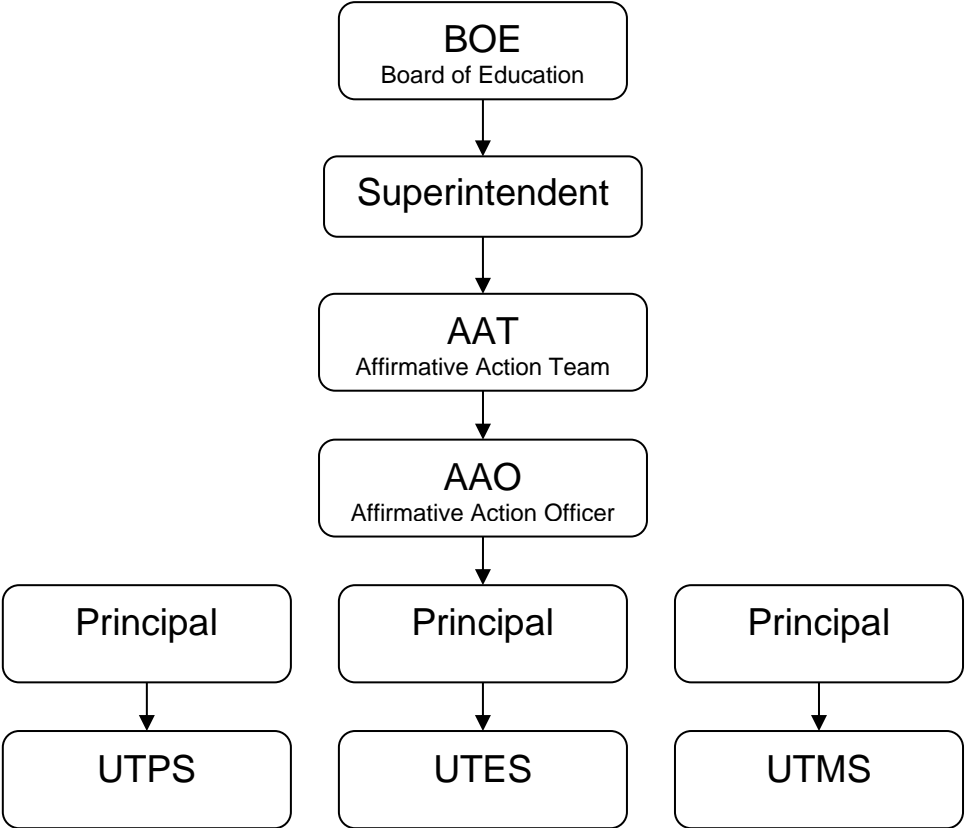 BOE
Board of Education
Superintendent
AAT
Affirmative Action Team
AAO
Affirmative Action Officer
Principal
Principal
Principal
UTPS
UTES
UTMS